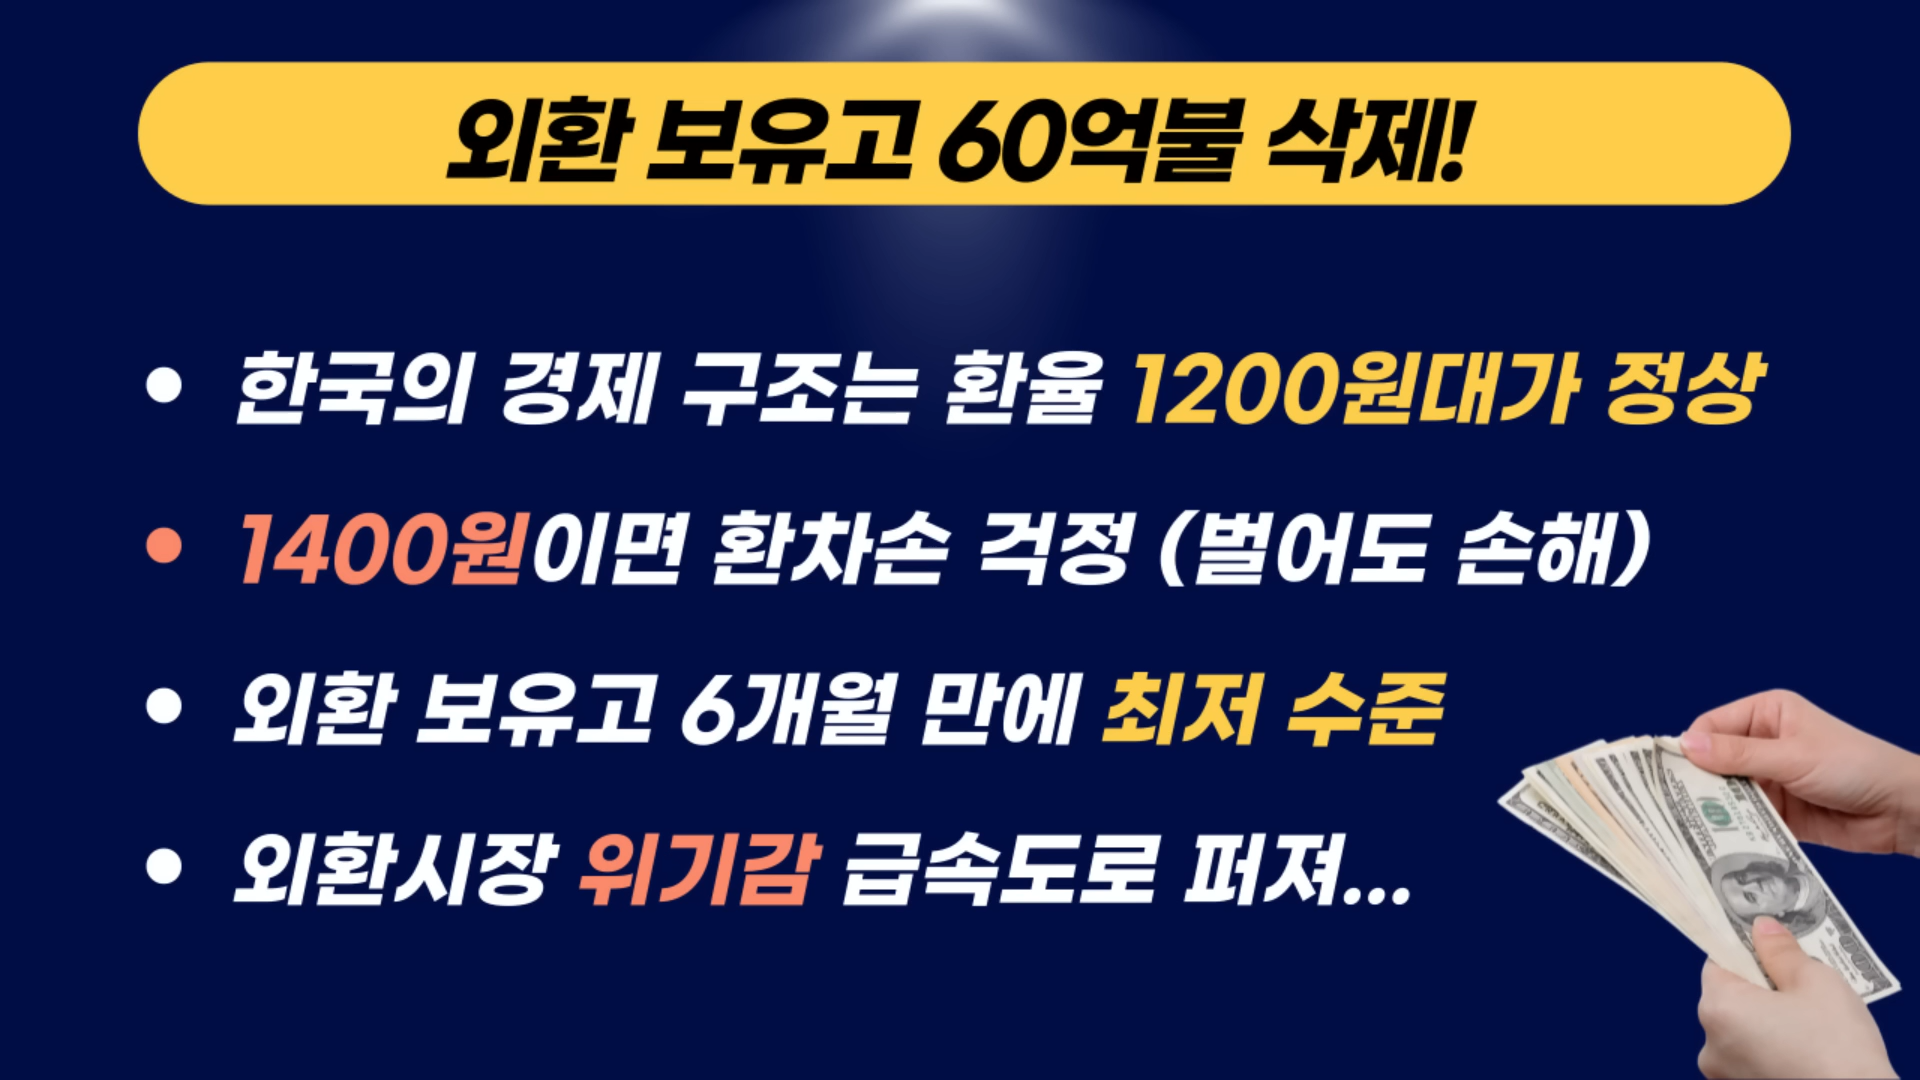 외환 보유고 60억불 삭제!
• 한국의 경제 구조는 환율 1200원대가 정상
• 1400원이면 환차손 걱정 (벌어도 손해)
• 외환 보유고 6개월 만에 최저 수준
• 외환시장 위기감 급속도로 퍼져...